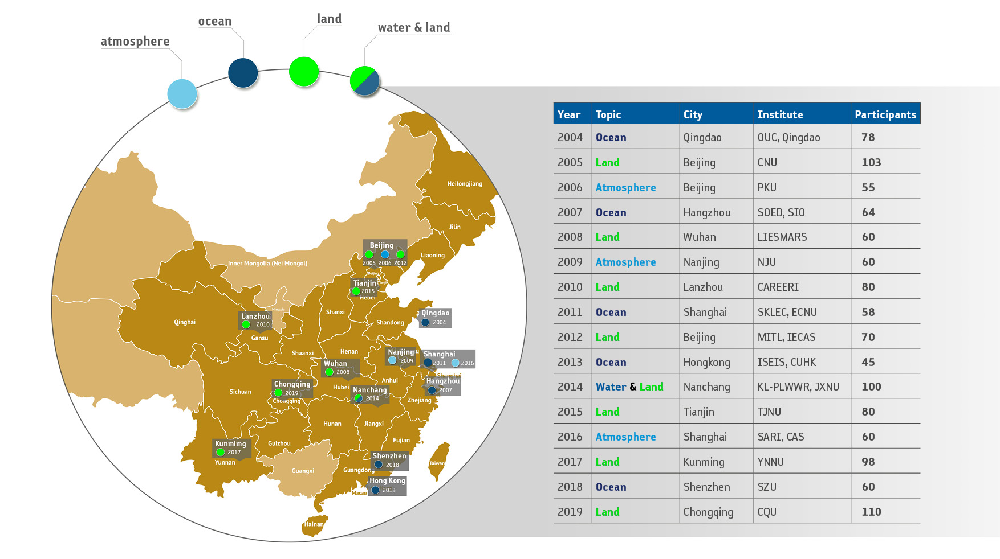 atmosphere
ocean
land
water & land
Heilongjiang
Jilin
Liaoning
Inner Mongolia (Nei Mongol)
Beijing
2005 2006 2012
Beijing
Tianjin
2015
Hebei
Ningxia
Shanxi
Lanzhou
2010
Qinghai
Gansu
Qingdao
2004
Shandong
Shaanxi
Henan
Nanjing
2009
Shanghai
2011 2016
Shanghai
Wuhan
2008
Anhui
Hangzhou
2007
Chongqing
2019
Chongqing
Sichuan
Hubei
Nanchang
2014
Zhejiang
Hunan
Jiangxi
Fujian
Kunmimg
2017
Yunnan
Guizhou
Guangxi
Guangdong
Shenzhen
2018
Taiwan
Hong Kong
2013
Macau
Hainan
Year Topic City Institute Participants
2004 Ocean Qingdao OUC, Qingdao 78
2005 Land Beijing CNU 103
2006 Atmosphere Beijing PKU 55
2007 Ocean Hangzhou SOED, SIO 64
2008 Land Wuhan LIESMARS 60
2009 Atmosphere Nanjing NJU 60
2010 Land Lanzhou CAREERI 80
2011 Ocean Shanghai SKLEC, ECNU 58
2012 Land Beijing MITL, IECAS 70
2013 Ocean Hongkong ISEIS, CUHK 45
2014 Water & Land Nanchang KL-PLWWR, JXNU 100
2015 Land Tianjin TJNU 80
2016 Atmosphere Shanghai SARI, CAS 60
2017 Land Kunming YNNU 98
2018 Ocean Shenzhen SZU 60
2019 Land Chongqing CQU 110